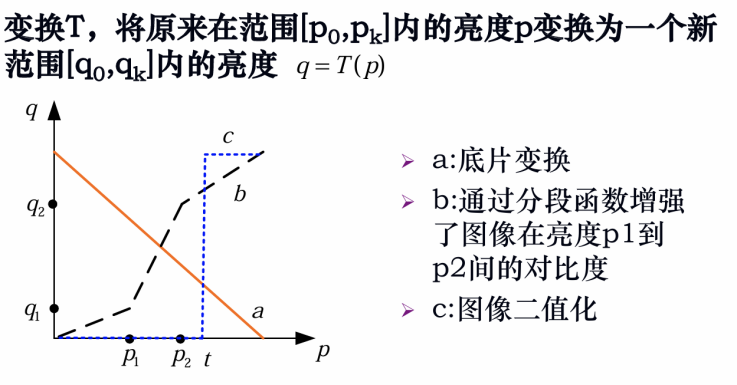 变换T，将原来在范围[p₀,pₖ]内的亮度p变换为一个新
范围[q₀,qₖ]内的亮度 q = T(p)
q
c
b
q₂
q₁
a
p₁
p₂
t
p
a:底片变换
b:通过分段函数增强
了图像在亮度p1到
p2间的对比度
c:图像二值化